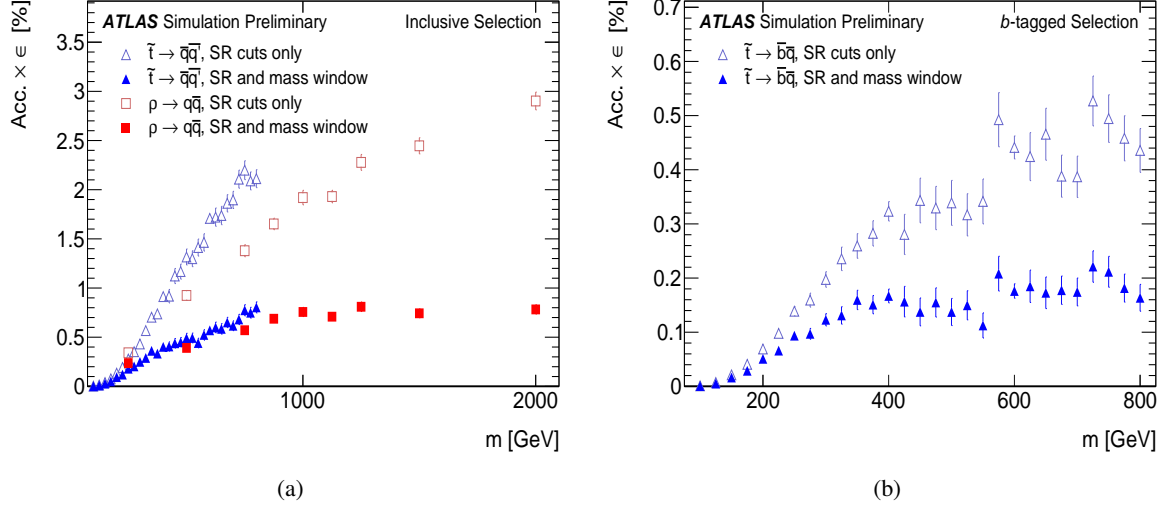 ATLAS Simulation Preliminary
Inclusive Selection
t̃ → q̄q̄', SR cuts only
t̃ → q̄q̄', SR and mass window
ρ → qq̄, SR cuts only
ρ → qq̄, SR and mass window
Acc. × ∈ [%]
3.5
3
2.5
2
1.5
1
0.5
0
1000
2000
m [GeV]
(a)
ATLAS Simulation Preliminary
b-tagged Selection
t̃ → b̄q̄, SR cuts only
t̃ → b̄q̄, SR and mass window
Acc. × ∈ [%]
0.7
0.6
0.5
0.4
0.3
0.2
0.1
0
200
400
600
800
m [GeV]
(b)